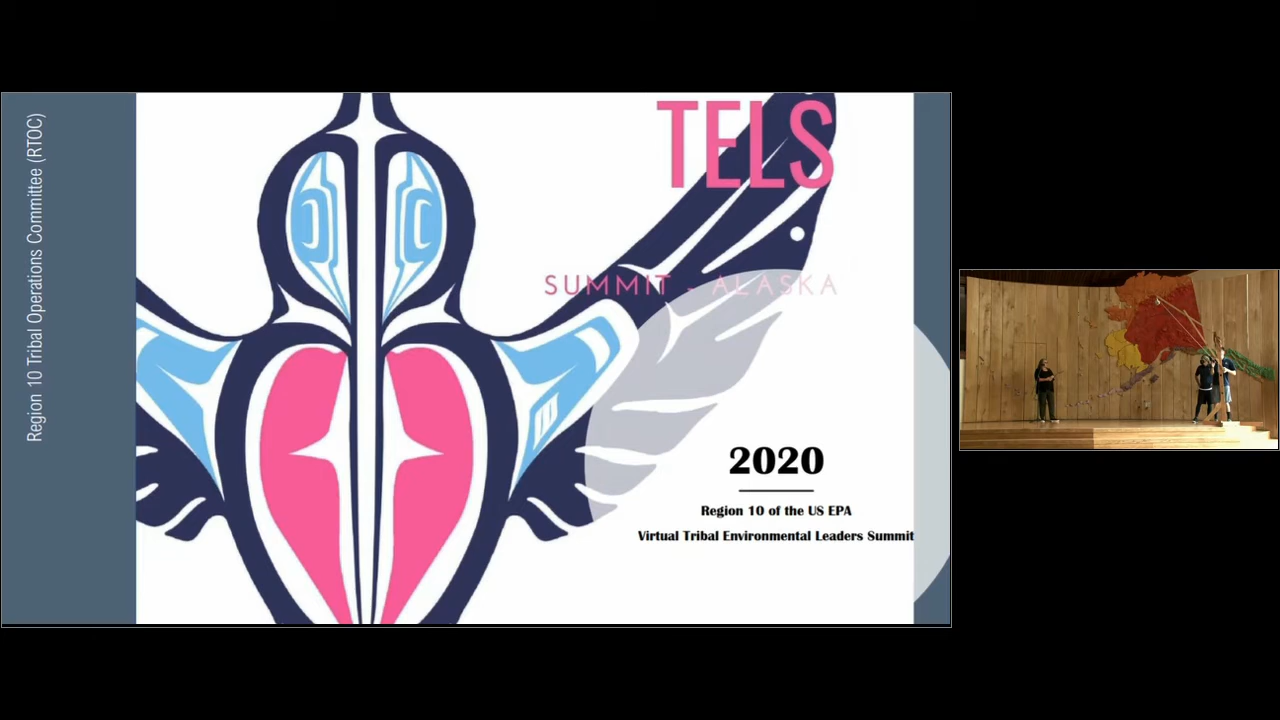 Region 10 Tribal Operations Committee (RTOC)
TELS
SUMMIT - ALASKA
2020
Region 10 of the US EPA
Virtual Tribal Environmental Leaders Summit